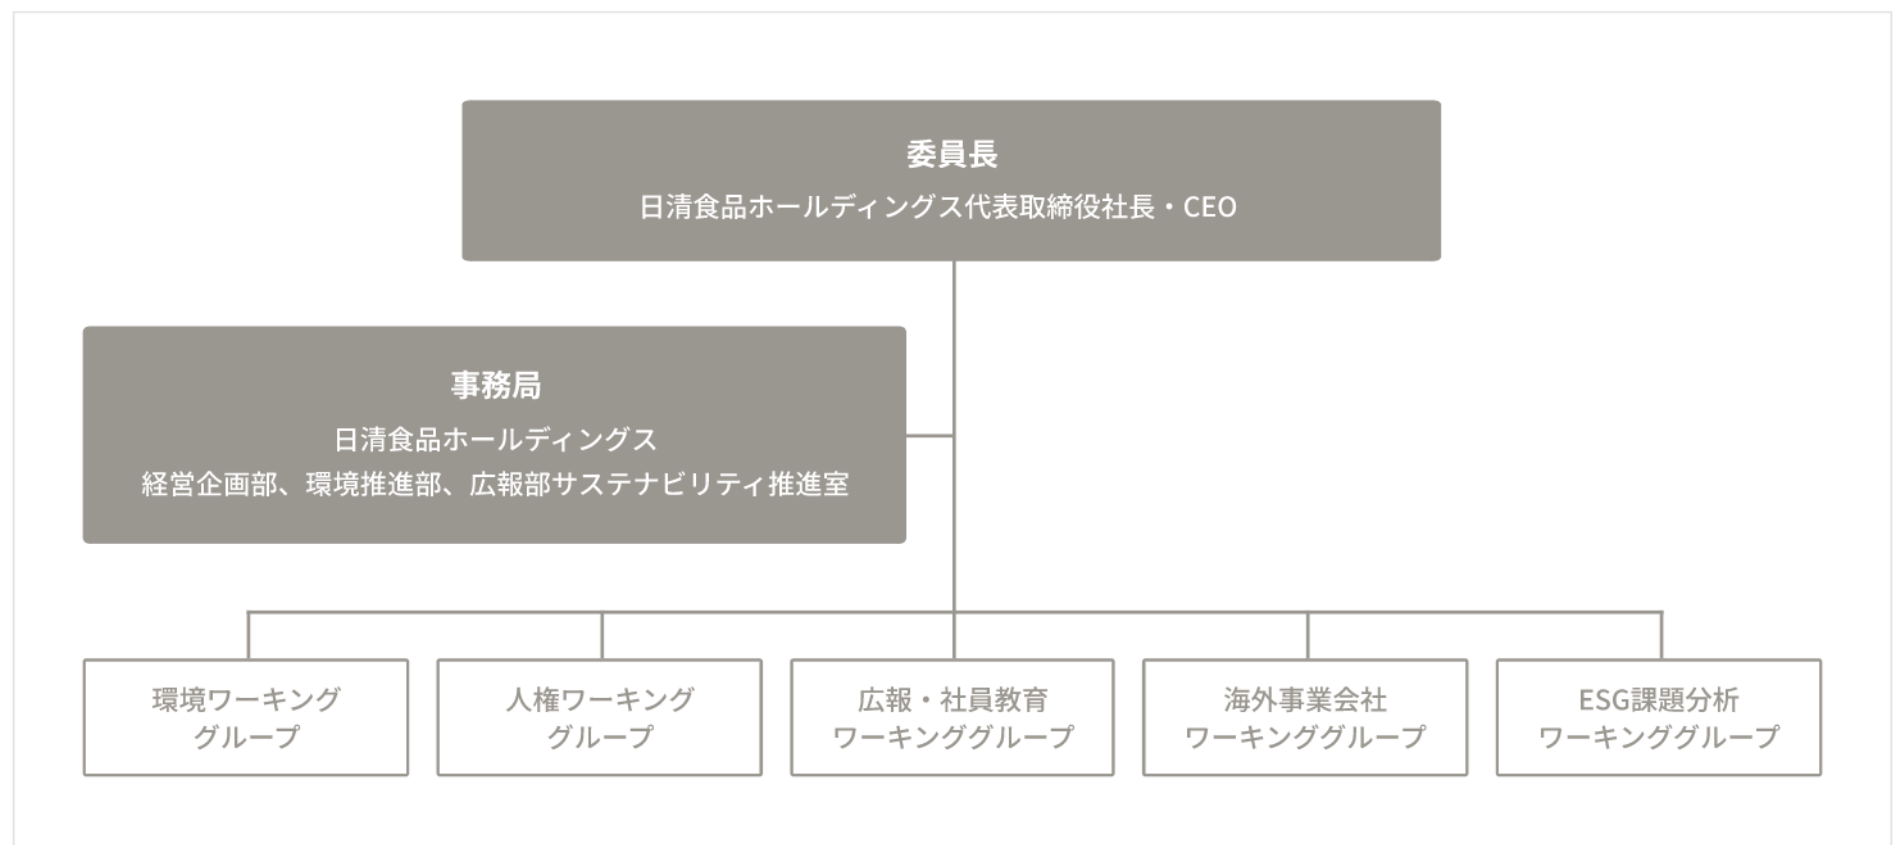 委員長
日清食品ホールディングス代表取締役社長・CEO
事務局
日清食品ホールディングス
経営企画部、環境推進部、広報部サステナビリティ推進室
環境ワーキング
グループ
人権ワーキング
グループ
広報・社員教育
ワーキンググループ
海外事業会社
ワーキンググループ
ESG課題分析
ワーキンググループ